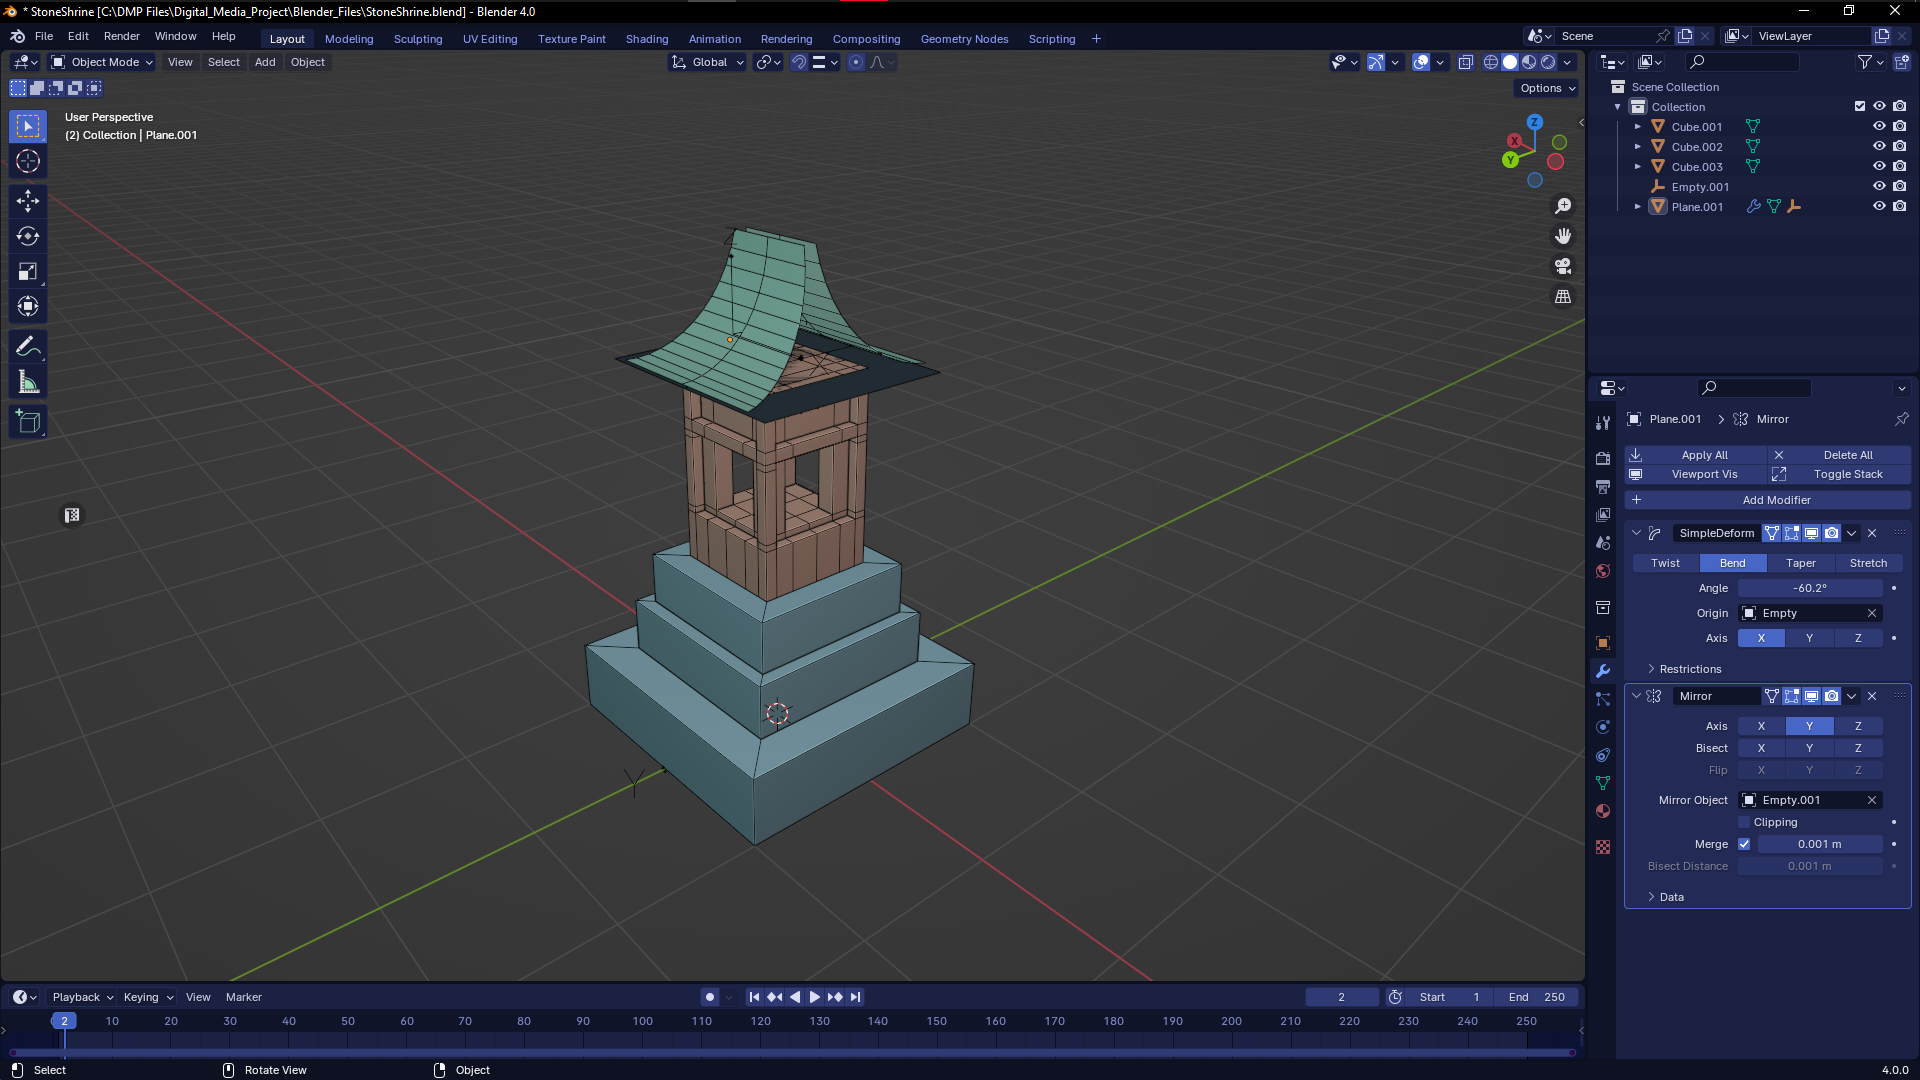 * StoneShrine [C:\DMP Files\Digital_Media_Project\Blender_Files\StoneShrine.blend] - Blender 4.0
File Edit Render Window Help Layout Modeling Sculpting UV Editing Texture Paint Shading Animation Rendering Compositing Geometry Nodes Scripting + Scene ViewLayer
Object Mode View Select Add Object Global
Options
User Perspective
(2) Collection | Plane.001
Z
X
Y
Scene Collection
Collection
Cube.001
Cube.002
Cube.003
Empty.001
Plane.001
Plane.001 > Mirror
Apply All Delete All
Viewport Vis Toggle Stack
Add Modifier
SimpleDeform
Twist Bend Taper Stretch
Angle -60.2°
Origin Empty
Axis X Y Z
Restrictions
Mirror
Axis X Y Z
Bisect X Y Z
Flip X Y Z
Mirror Object Empty.001
Clipping
Merge 0.001 m
Bisect Distance 0.001 m
Data
Playback Keying View Marker 2 Start 1 End 250
2 10 20 30 40 50 60 70 80 90 100 110 120 130 140 150 160 170 180 190 200 210 220 230 240 250
Select Rotate View Object 4.0.0